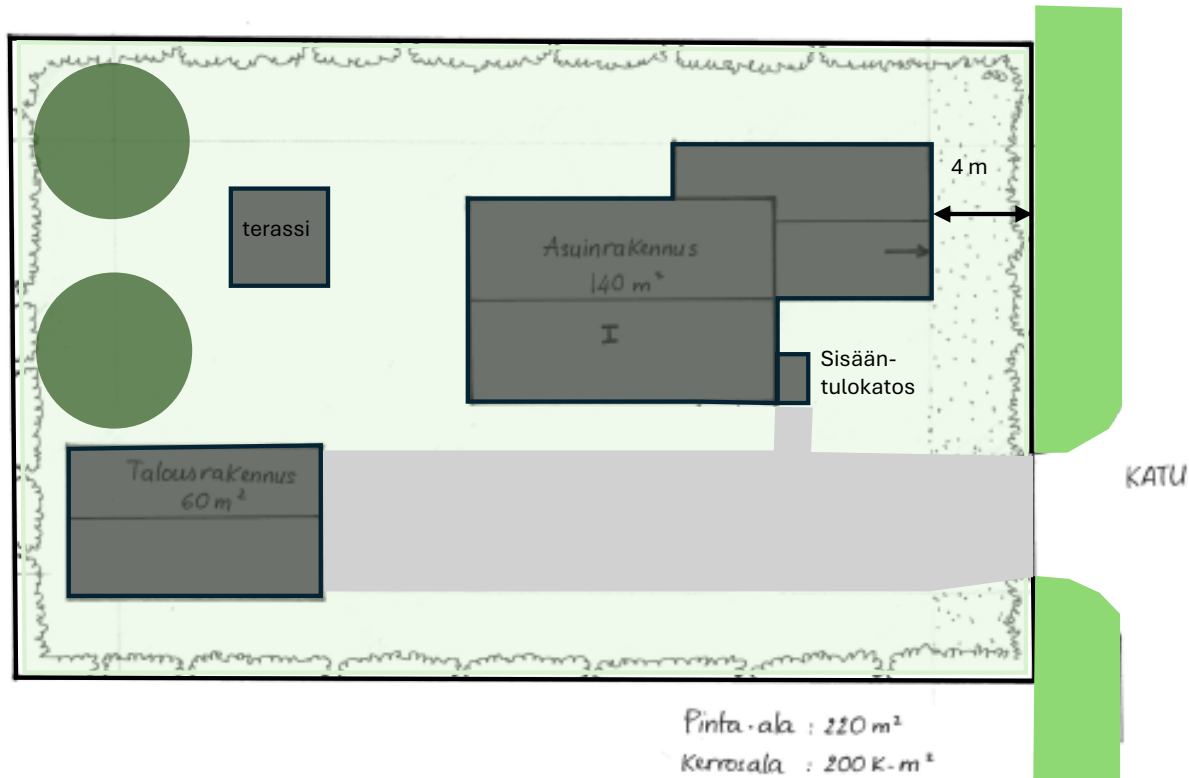 4 m
terassi
Asuinrakennus
140 m²
I
Sisään-
tulokatos
Talousrakennus
60 m²
KATU
Pinta-ala : 220 m²
Kerrosala : 200 K-m²